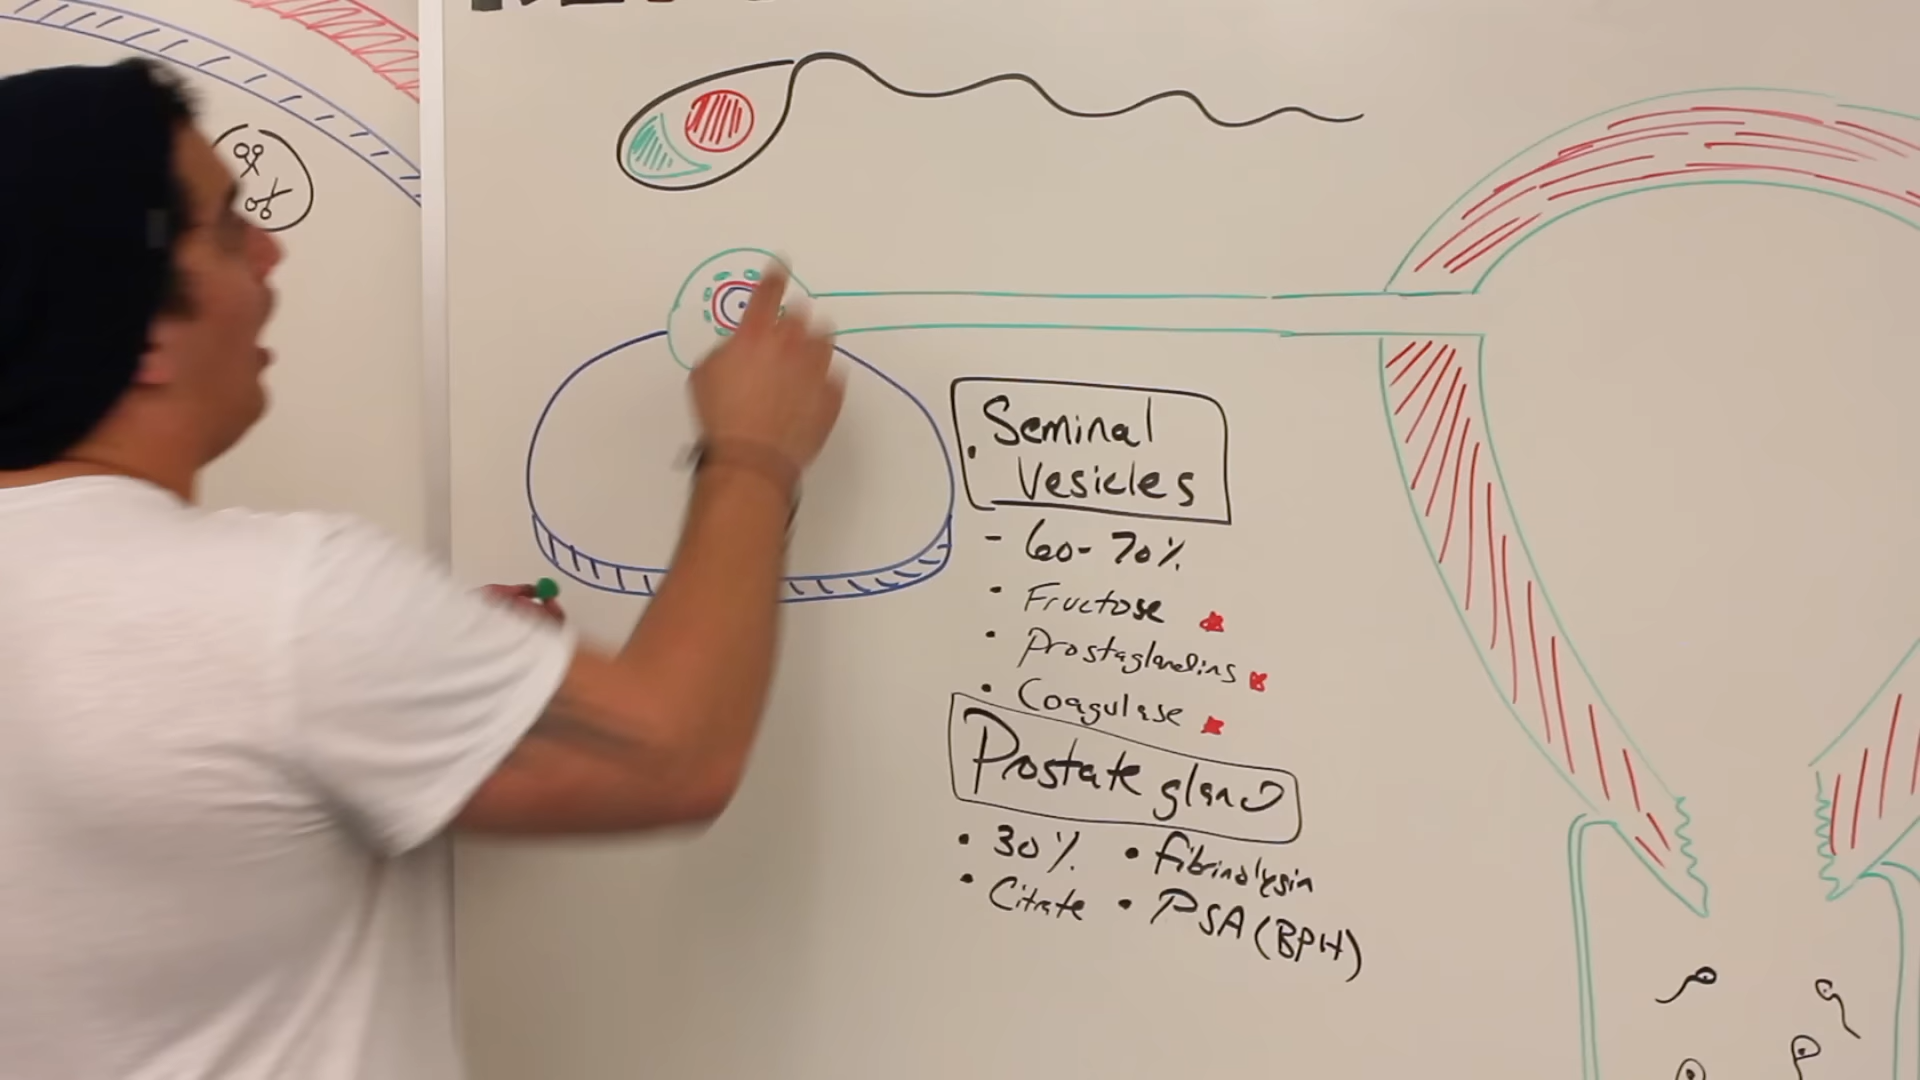 Seminal
Vesicles
- 60-70%
• Fructose
• Prostaglandins
• Coagulase
Prostate gland
• 30% • fibrinolysin
• Citrate • PSA (BPH)